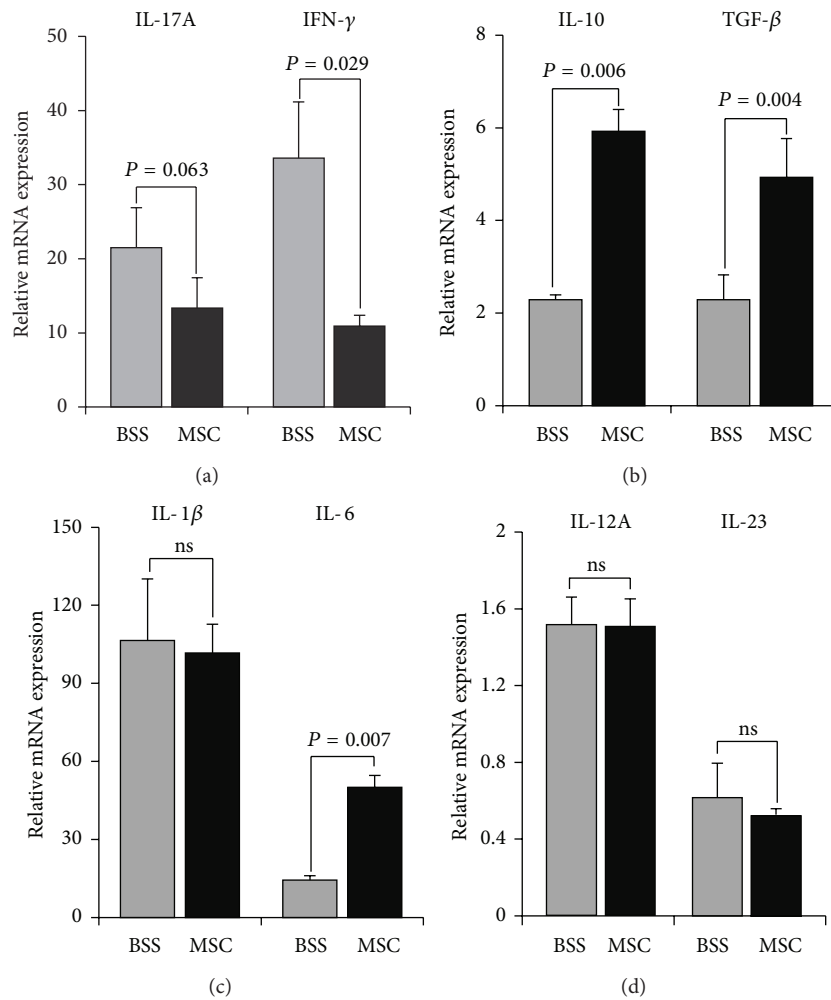 IL-17A IFN-γ
Relative mRNA expression
50
40
30
20
10
0
P = 0.063
P = 0.029
BSS MSC BSS MSC
(a)
IL-10 TGF-β
Relative mRNA expression
8
6
4
2
0
P = 0.006
P = 0.004
BSS MSC BSS MSC
(b)
IL-1β IL-6
Relative mRNA expression
150
120
90
60
30
0
ns
P = 0.007
BSS MSC BSS MSC
(c)
IL-12A IL-23
Relative mRNA expression
2
1.6
1.2
0.8
0.4
0
ns
ns
BSS MSC BSS MSC
(d)